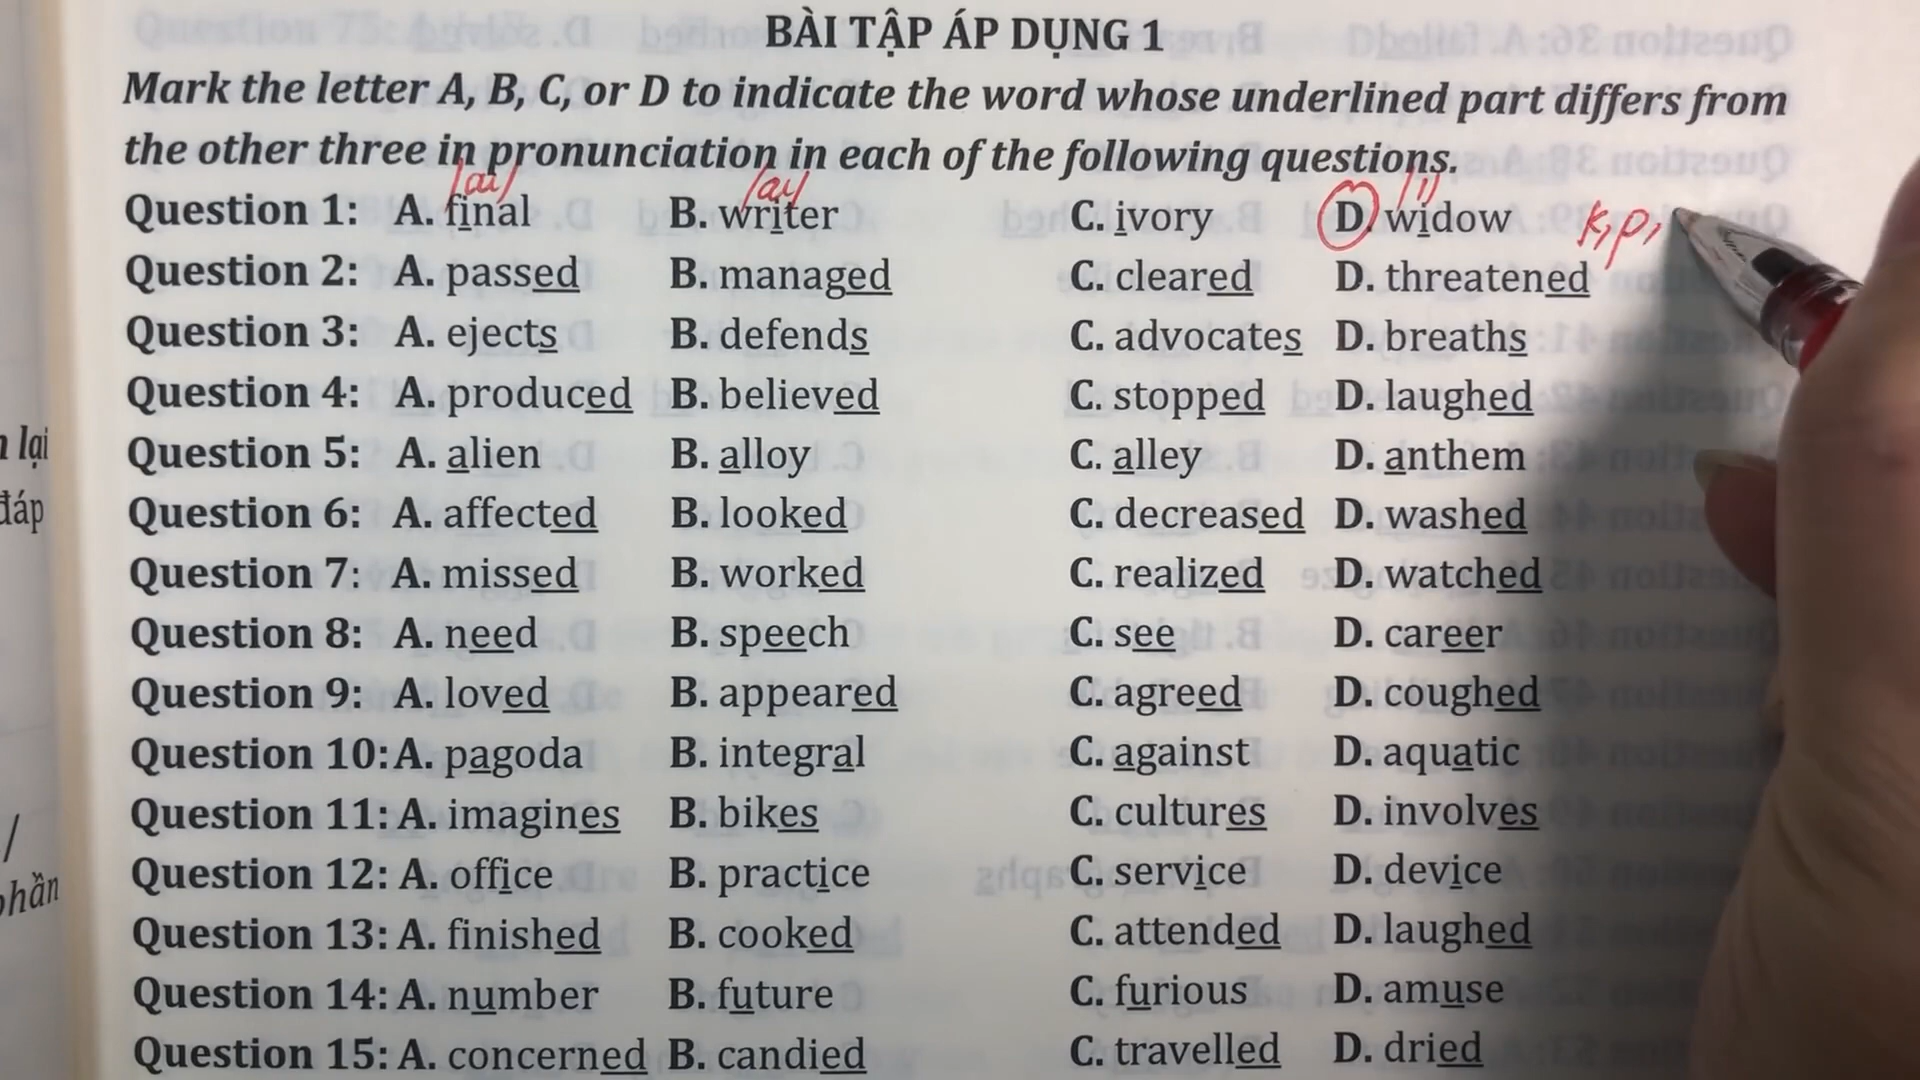 BÀI TẬP ÁP DỤNG 1
Mark the letter A, B, C, or D to indicate the word whose underlined part differs from
the other three in pronunciation in each of the following questions.
/ai/ /ai/ /i/
Question 1: A. final B. writer C. ivory D. widow k, p,
Question 2: A. passed B. managed C. cleared D. threatened
Question 3: A. ejects B. defends C. advocates D. breaths
Question 4: A. produced B. believed C. stopped D. laughed
Question 5: A. alien B. alloy C. alley D. anthem
Question 6: A. affected B. looked C. decreased D. washed
Question 7: A. missed B. worked C. realized D. watched
Question 8: A. need B. speech C. see D. career
Question 9: A. loved B. appeared C. agreed D. coughed
Question 10: A. pagoda B. integral C. against D. aquatic
Question 11: A. imagines B. bikes C. cultures D. involves
Question 12: A. office B. practice C. service D. device
Question 13: A. finished B. cooked C. attended D. laughed
Question 14: A. number B. future C. furious D. amuse
Question 15: A. concerned B. candied C. travelled D. dried
lại
đáp
/
phần